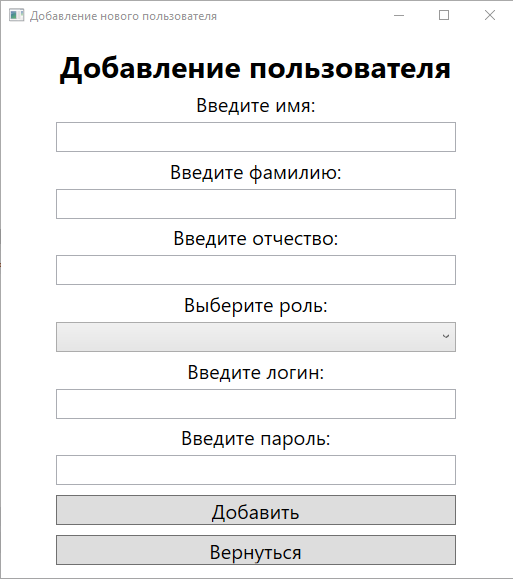 Добавление нового пользователя
Добавление пользователя
Введите имя:
Введите фамилию:
Введите отчество:
Выберите роль:
Введите логин:
Введите пароль:
Добавить
Вернуться